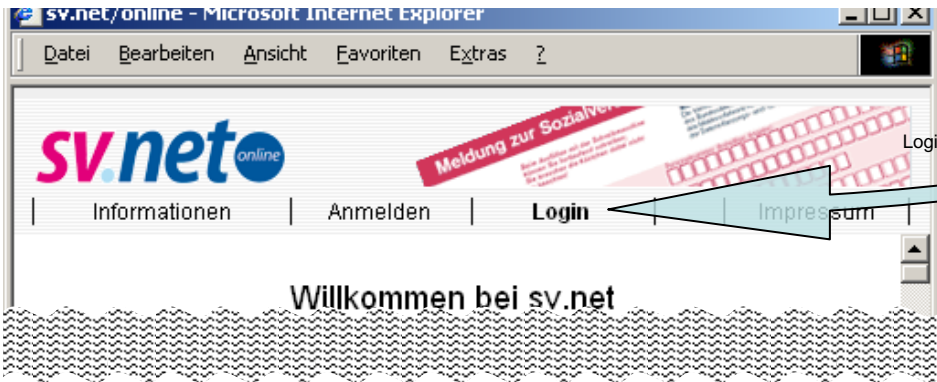 sv.net/online - Microsoft Internet Explorer
Datei Bearbeiten Ansicht Favoriten Extras ?
sv.net online
Meldung zur Sozialver
Logi
Informationen | Anmelden | Login | | Impressum |
Willkommen bei sv.net